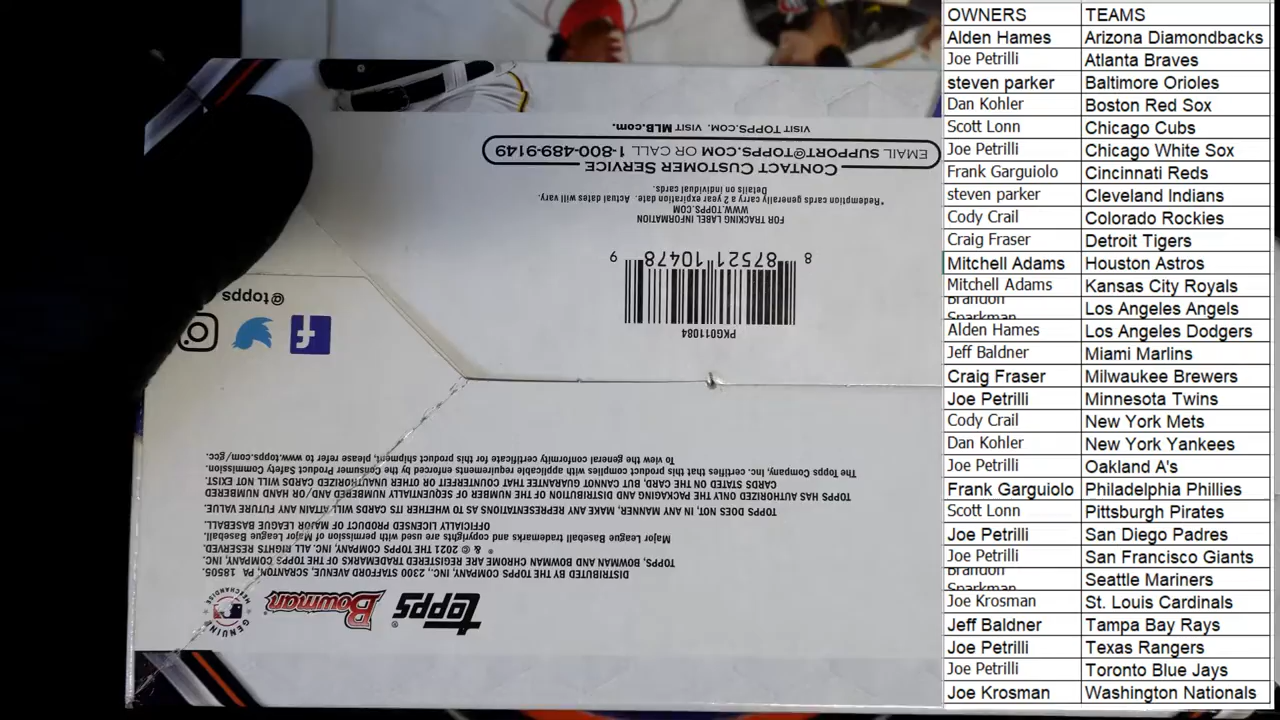 VISIT TOPPS.COM. VISIT MLB.com.
EMAIL SUPPORT@TOPPS.COM OR CALL 1-800-489-9149
CONTACT CUSTOMER SERVICE
*Redemption cards generally carry a 2 year expiration date. Actual dates will vary.
Details on individual cards.
FOR TRACKING LABEL INFORMATION
WWW.TOPPS.COM
8 87521 10478 9
PKG011084
@topps
To view the general conformity certificate for this product shipment, please refer to www.topps.com/gcc.
The Topps Company, Inc. certifies that this product complies with applicable requirements enforced by the Consumer Product Safety Commission.
CARDS STATED ON THE CARD, BUT CANNOT GUARANTEE THAT COUNTERFEIT OR OTHER UNAUTHORIZED CARDS WILL NOT EXIST.
TOPPS HAS AUTHORIZED ONLY THE PACKAGING AND DISTRIBUTION OF THE NUMBER OF SEQUENTIALLY NUMBERED AND/OR HAND NUMBERED
TOPPS DOES NOT, IN ANY MANNER, MAKE ANY REPRESENTATIONS AS TO WHETHER ITS CARDS WILL ATTAIN ANY FUTURE VALUE.
OFFICIALLY LICENSED PRODUCT OF MAJOR LEAGUE BASEBALL
Major League Baseball trademarks and copyrights are used with permission of Major League Baseball.
® & © 2021 THE TOPPS COMPANY, INC. ALL RIGHTS RESERVED.
TOPPS, BOWMAN AND BOWMAN CHROME ARE REGISTERED TRADEMARKS OF THE TOPPS COMPANY, INC.
DISTRIBUTED BY THE TOPPS COMPANY, INC., 2300 STAFFORD AVENUE, SCRANTON, PA 18505.
topps Bowman
GENUINE MERCHANDISE
OWNERS TEAMS
Alden Hames Arizona Diamondbacks
Joe Petrilli Atlanta Braves
steven parker Baltimore Orioles
Dan Kohler Boston Red Sox
Scott Lonn Chicago Cubs
Joe Petrilli Chicago White Sox
Frank Garguiolo Cincinnati Reds
steven parker Cleveland Indians
Cody Crail Colorado Rockies
Craig Fraser Detroit Tigers
Mitchell Adams Houston Astros
Mitchell Adams Kansas City Royals
Brandon Sparkman Los Angeles Angels
Alden Hames Los Angeles Dodgers
Jeff Baldner Miami Marlins
Craig Fraser Milwaukee Brewers
Joe Petrilli Minnesota Twins
Cody Crail New York Mets
Dan Kohler New York Yankees
Joe Petrilli Oakland A's
Frank Garguiolo Philadelphia Phillies
Scott Lonn Pittsburgh Pirates
Joe Petrilli San Diego Padres
Joe Petrilli San Francisco Giants
Brandon Sparkman Seattle Mariners
Joe Krosman St. Louis Cardinals
Jeff Baldner Tampa Bay Rays
Joe Petrilli Texas Rangers
Joe Petrilli Toronto Blue Jays
Joe Krosman Washington Nationals